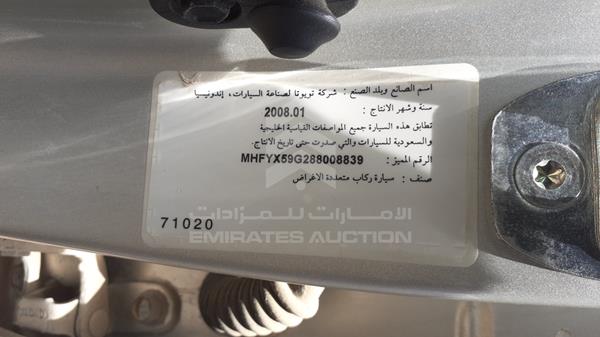 اسم الصانع وبلد الصنع : شركة تويوتا لصناعة السيارات، إندونيسيا
سنة وشهر الانتاج : 2008.01
تطابق هذه السيارة جميع المواصفات القياسية الخليجية
والسعودية للسيارات والتي صدرت حتى تاريخ الانتاج.
الرقم المميز: MHFYX59G288008839
صنف : سيارة ركاب متعددة الاغراض
الإمارات للمزادات
71020
EMIRATES AUCTION